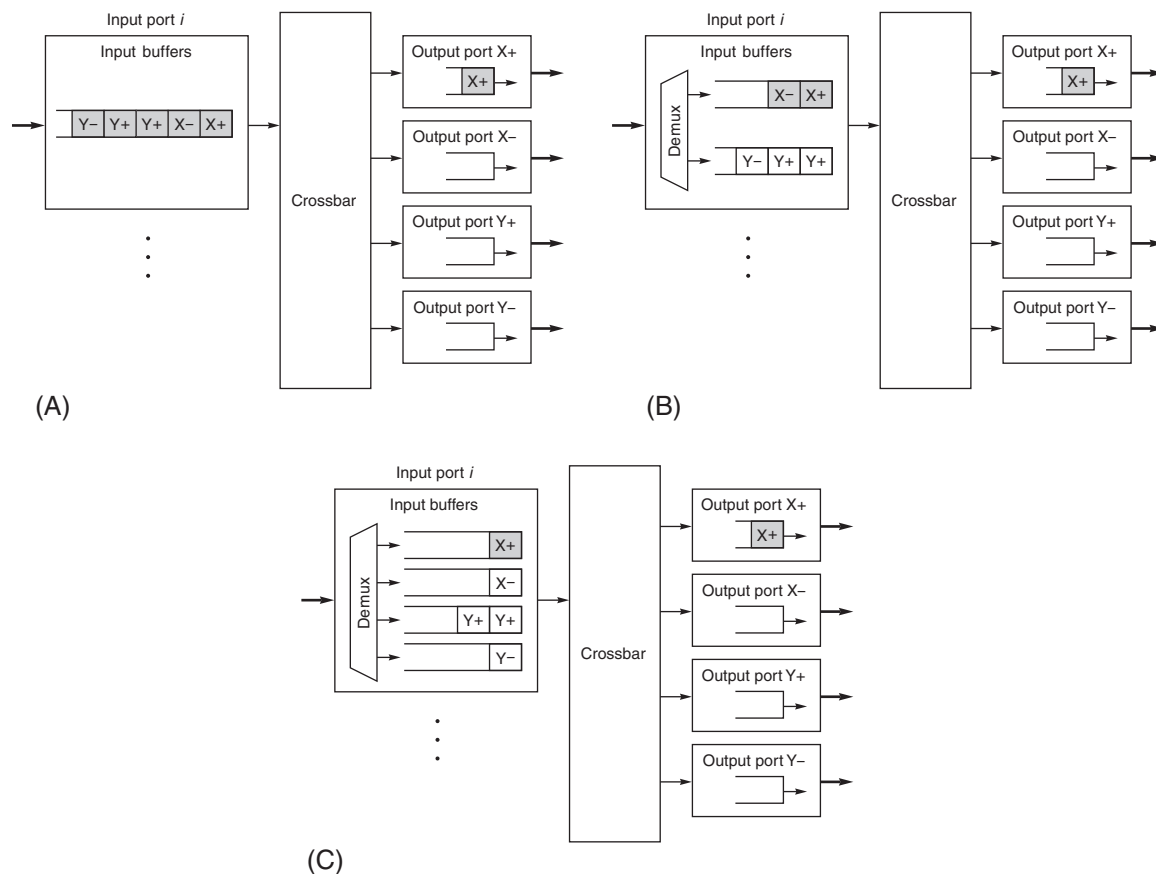 Input port i
Input buffers
Y− Y+ Y+ X− X+
Crossbar
Output port X+
X+
Output port X−
Output port Y+
Output port Y−
(A)
Input port i
Input buffers
Demux
X− X+
Y− Y+ Y+
Crossbar
Output port X+
X+
Output port X−
Output port Y+
Output port Y−
(B)
Input port i
Input buffers
Demux
X+
X−
Y+ Y+
Y−
Crossbar
Output port X+
X+
Output port X−
Output port Y+
Output port Y−
(C)